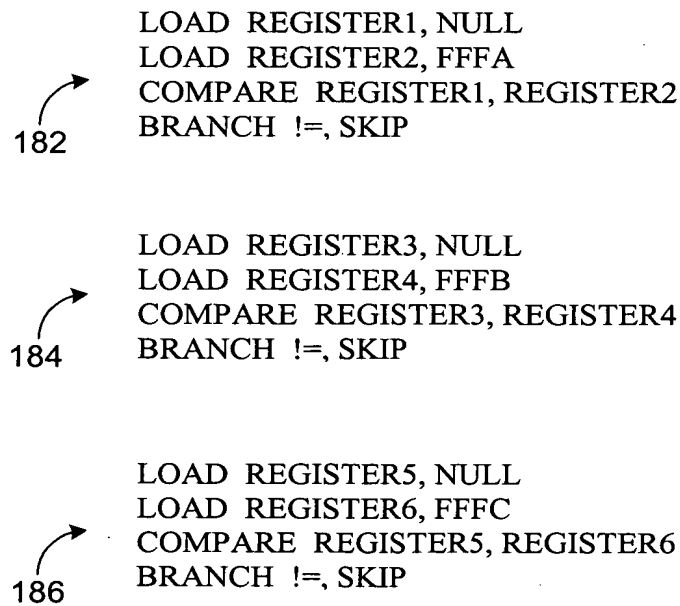 LOAD REGISTER1, NULL
LOAD REGISTER2, FFFA
COMPARE REGISTER1, REGISTER2
BRANCH !=, SKIP
182
LOAD REGISTER3, NULL
LOAD REGISTER4, FFFB
COMPARE REGISTER3, REGISTER4
BRANCH !=, SKIP
184
LOAD REGISTER5, NULL
LOAD REGISTER6, FFFC
COMPARE REGISTER5, REGISTER6
BRANCH !=, SKIP
186